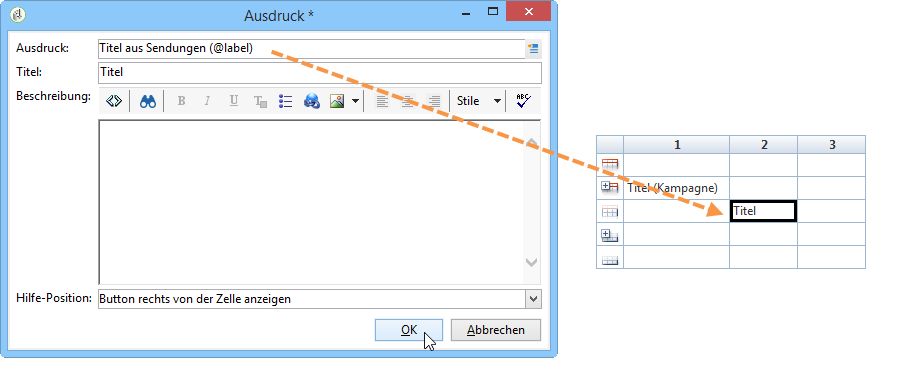 Ausdruck *
Ausdruck: Titel aus Sendungen (@label)
Titel: Titel
Beschreibung: B I U T Stile ABC
Hilfe-Position: Button rechts von der Zelle anzeigen
OK Abbrechen
1 2 3
Titel (Kampagne)
Titel